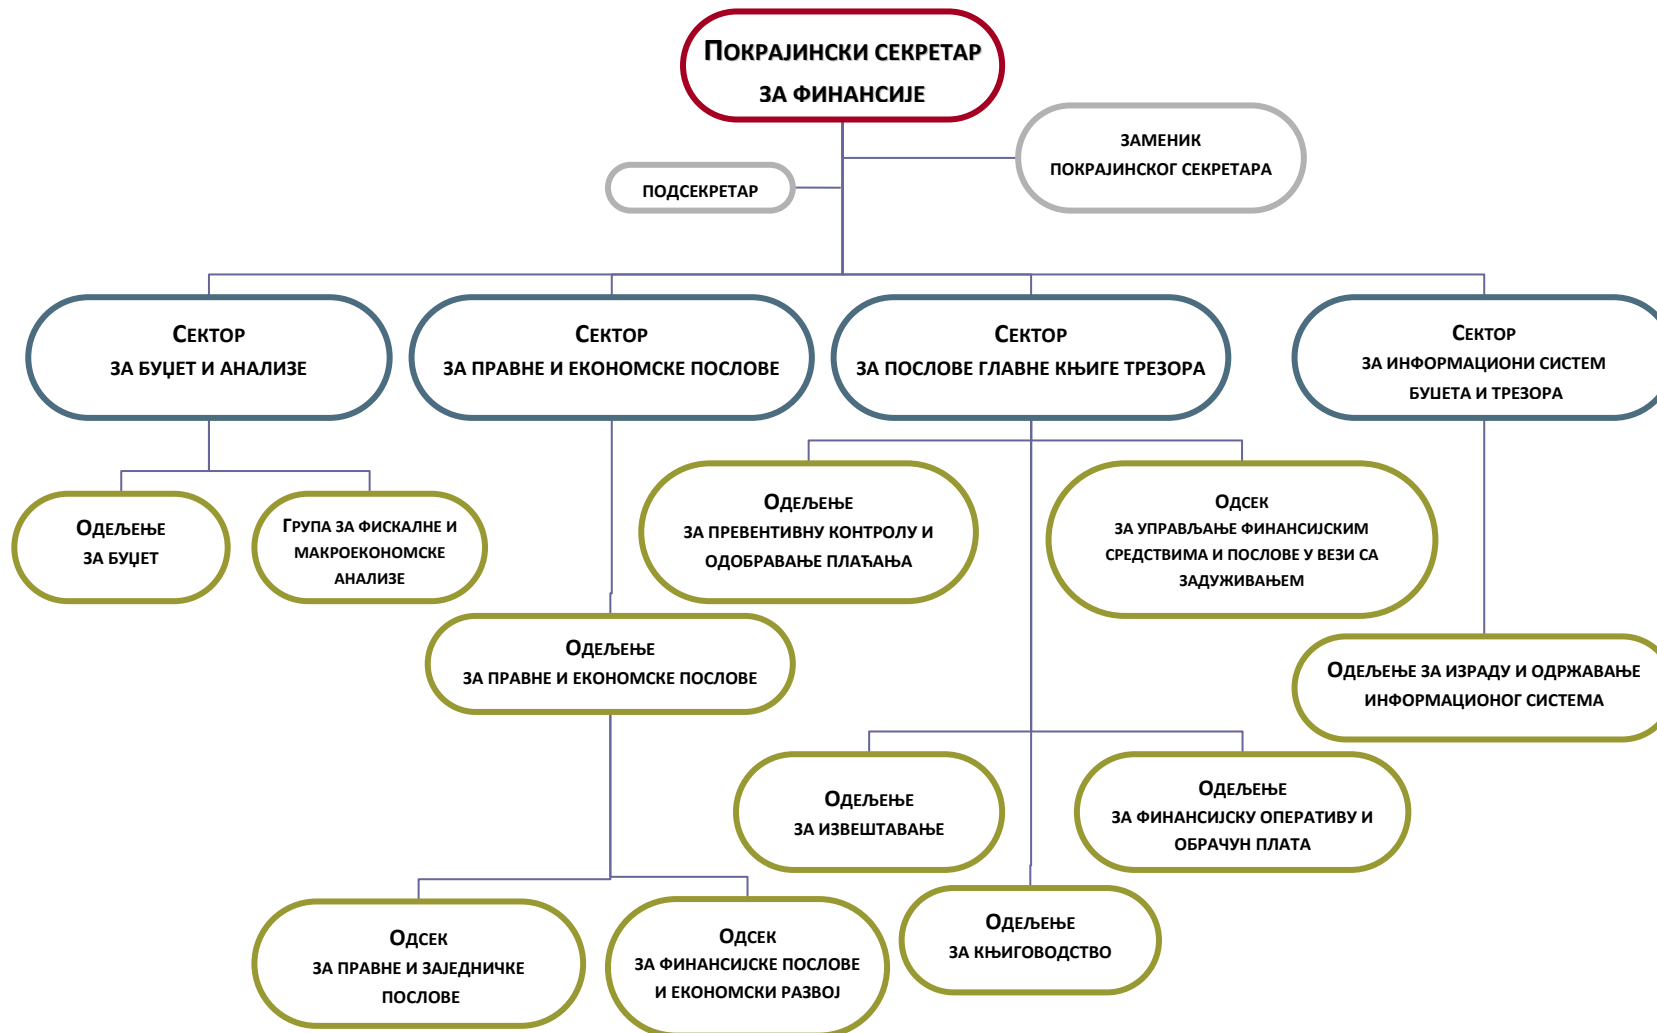 ПОКРАЈИНСКИ СЕКРЕТАР
ЗА ФИНАНСИЈЕ
ЗАМЕНИК
ПОКРАЈИНСКОГ СЕКРЕТАРА
ПОДСЕКРЕТАР
СЕКТОР
ЗА БУЏЕТ И АНАЛИЗЕ
СЕКТОР
ЗА ПРАВНЕ И ЕКОНОМСКЕ ПОСЛОВЕ
СЕКТОР
ЗА ПОСЛОВЕ ГЛАВНЕ КЊИГЕ ТРЕЗОРА
СЕКТОР
ЗА ИНФОРМАЦИОНИ СИСТЕМ
БУЏЕТА И ТРЕЗОРА
ОДЕЉЕЊЕ
ЗА БУЏЕТ
ГРУПА ЗА ФИСКАЛНЕ И
МАКРОЕКОНОМСКЕ
АНАЛИЗЕ
ОДЕЉЕЊЕ
ЗА ПРЕВЕНТИВНУ КОНТРОЛУ И
ОДОБРАВАЊЕ ПЛАЋАЊА
ОДСЕК
ЗА УПРАВЉАЊЕ ФИНАНСИЈСКИМ
СРЕДСТВИМА И ПОСЛОВЕ У ВЕЗИ СА
ЗАДУЖИВАЊЕМ
ОДЕЉЕЊЕ
ЗА ПРАВНЕ И ЕКОНОМСКЕ ПОСЛОВЕ
ОДЕЉЕЊЕ ЗА ИЗРАДУ И ОДРЖАВАЊЕ
ИНФОРМАЦИОНОГ СИСТЕМА
ОДЕЉЕЊЕ
ЗА ИЗВЕШТАВАЊЕ
ОДЕЉЕЊЕ
ЗА ФИНАНСИЈСКУ ОПЕРАТИВУ И
ОБРАЧУН ПЛАТА
ОДСЕК
ЗА ПРАВНЕ И ЗАЈЕДНИЧКЕ
ПОСЛОВЕ
ОДСЕК
ЗА ФИНАНСИЈСКЕ ПОСЛОВЕ
И ЕКОНОМСКИ РАЗВОЈ
ОДЕЉЕЊЕ
ЗА КЊИГОВОДСТВО